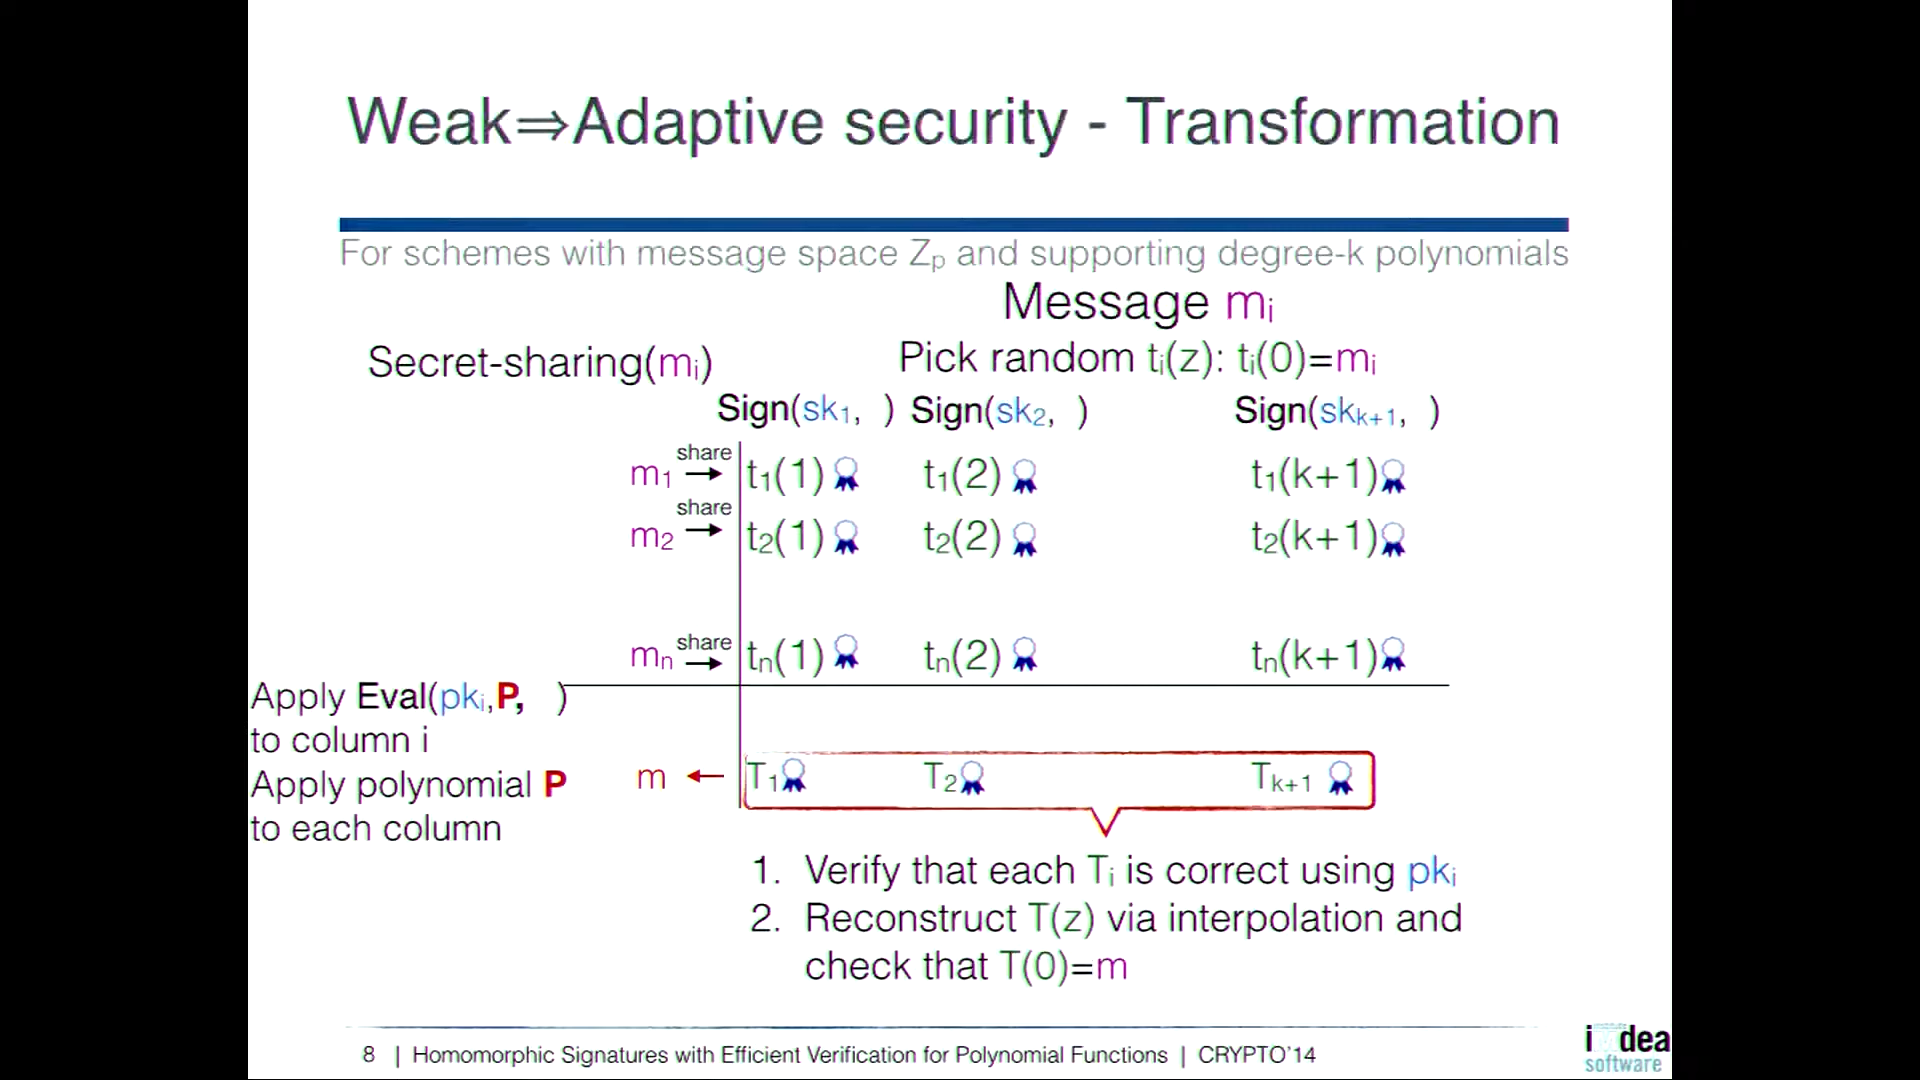 Weak⇒Adaptive security - Transformation
For schemes with message space Zp and supporting degree-k polynomials
Message mi
Secret-sharing(mi)
Pick random ti(z): ti(0)=mi
Sign(sk1, ) Sign(sk2, ) Sign(skk+1, )
m1 share → t1(1) t1(2) t1(k+1)
m2 share → t2(1) t2(2) t2(k+1)
mn share → tn(1) tn(2) tn(k+1)
Apply Eval(pki,P, )
to column i
Apply polynomial P
to each column
m ← T1 T2 Tk+1
1. Verify that each Ti is correct using pki
2. Reconstruct T(z) via interpolation and
check that T(0)=m
8 | Homomorphic Signatures with Efficient Verification for Polynomial Functions | CRYPTO'14
software